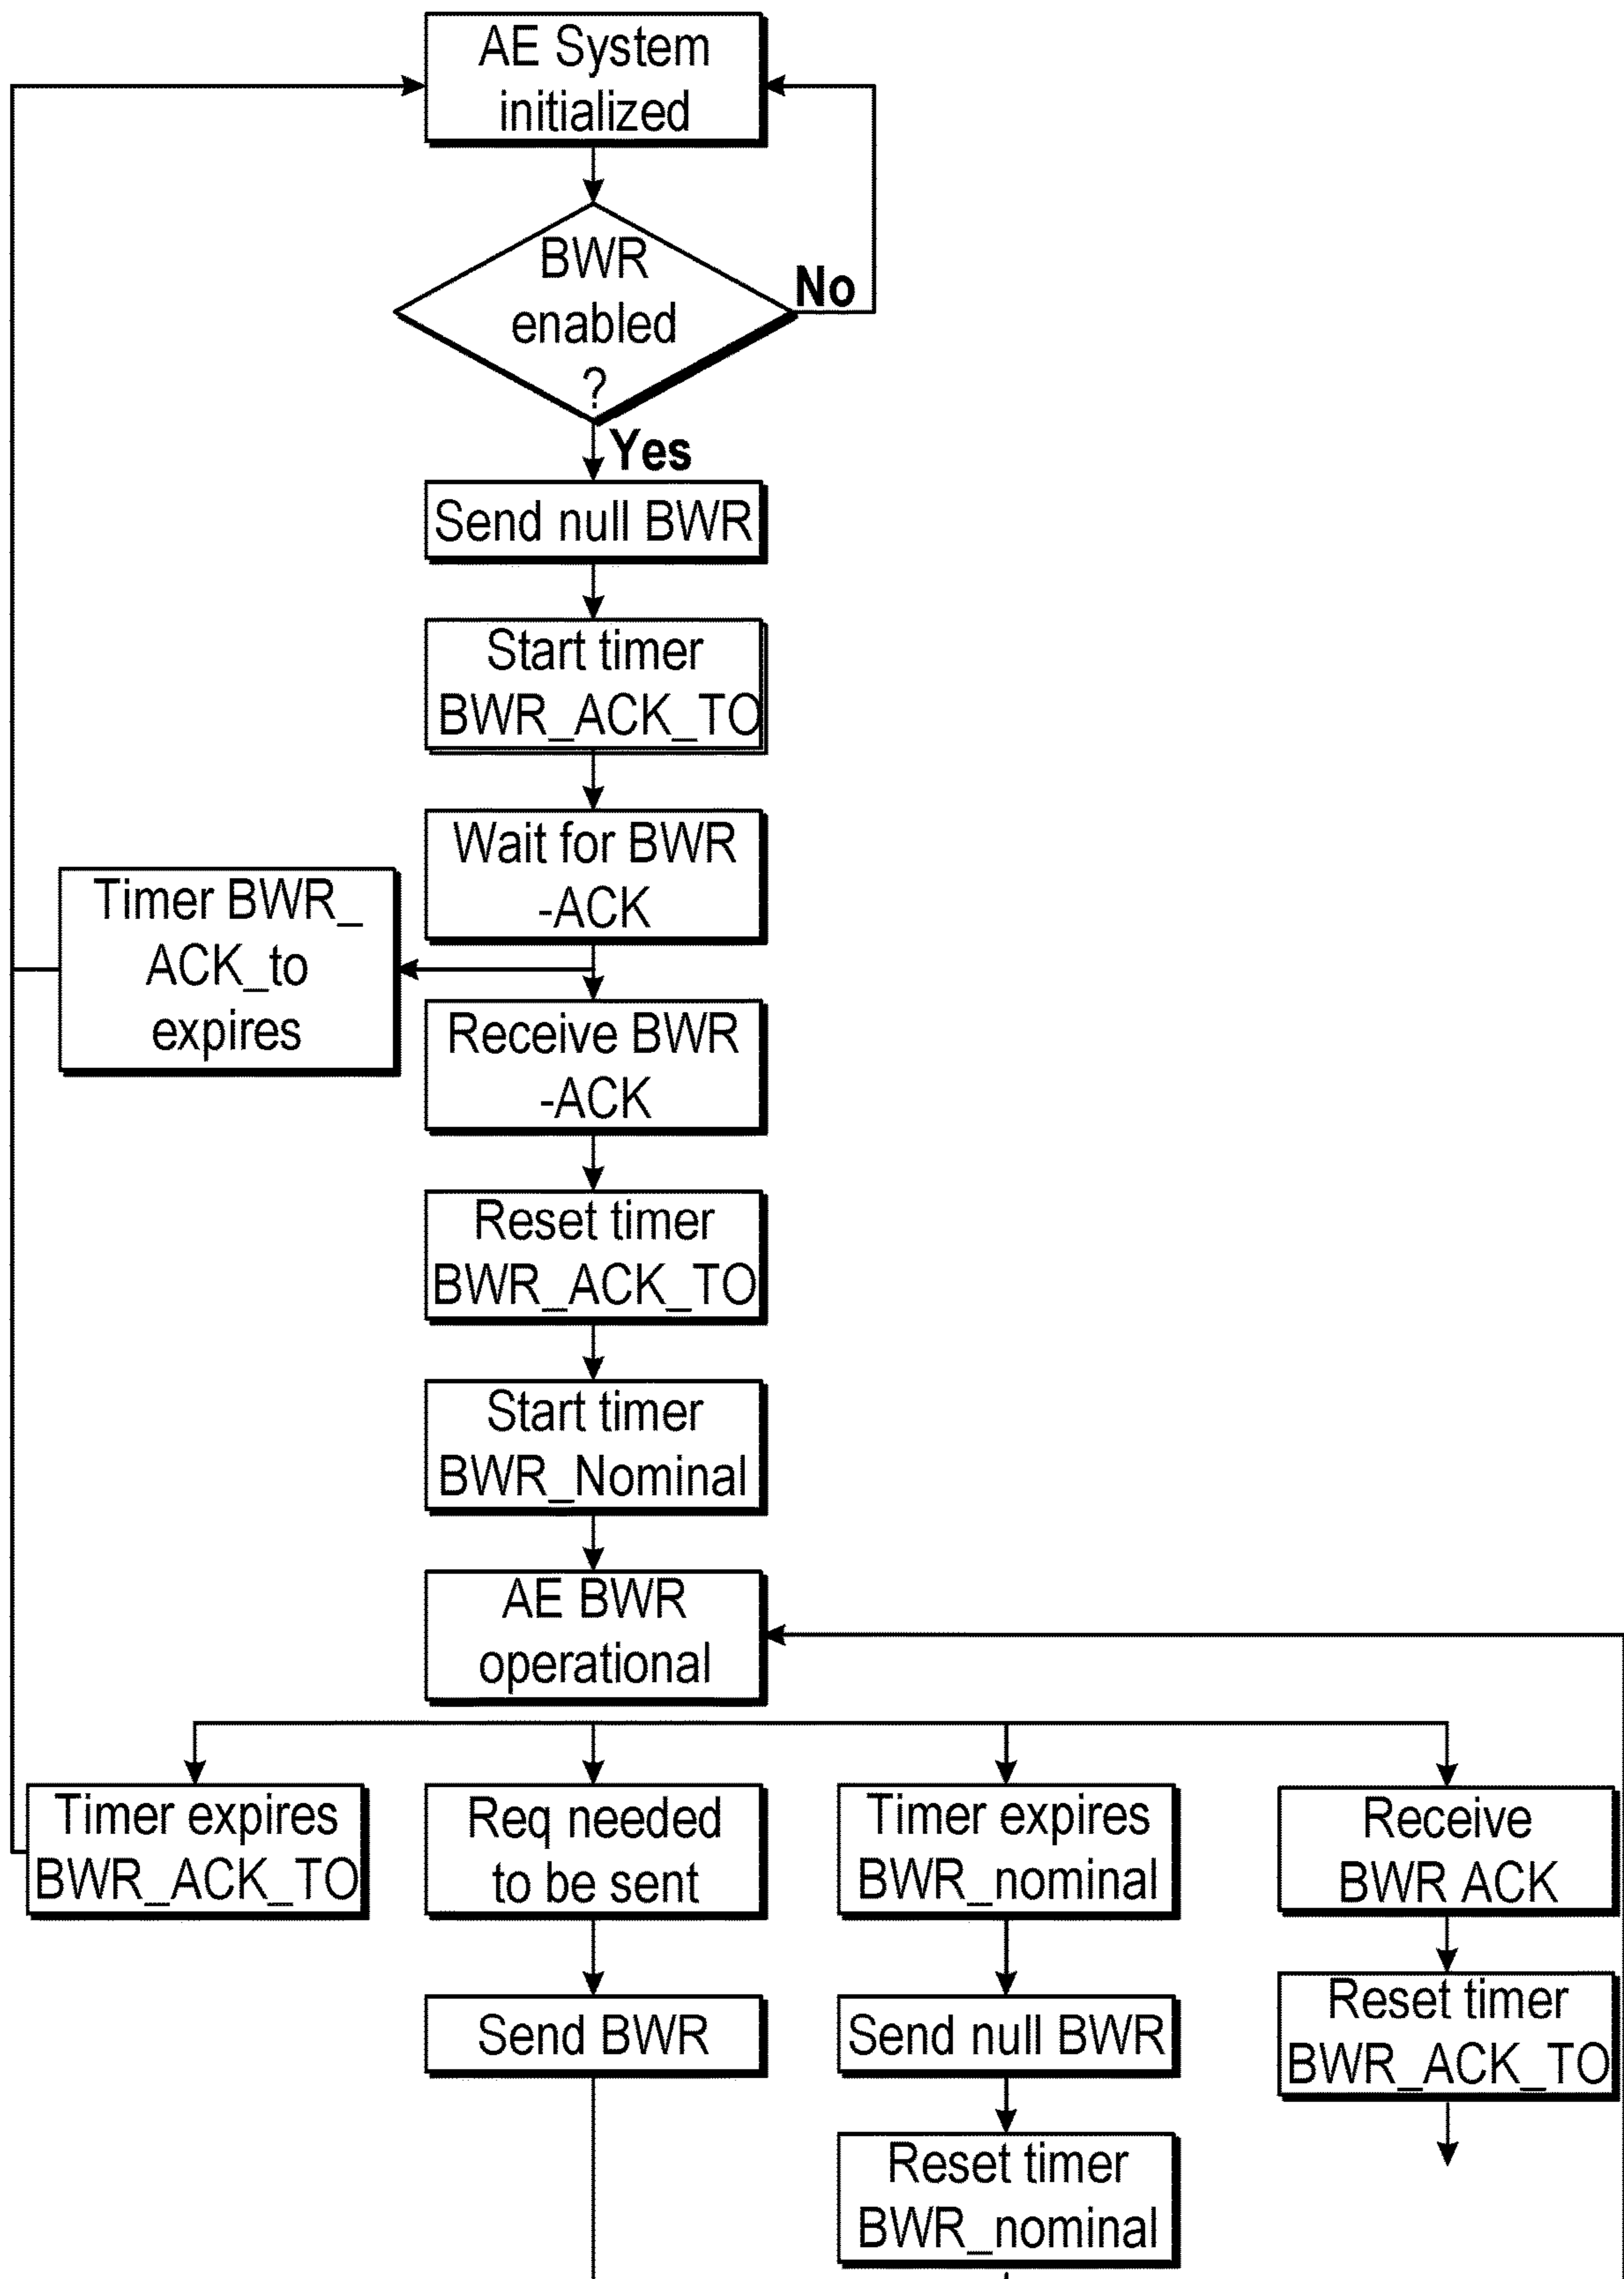 AE System
initialized
BWR
enabled
?
No
Yes
Send null BWR
Start timer
BWR_ACK_TO
Wait for BWR
-ACK
Timer BWR_
ACK_to
expires
Receive BWR
-ACK
Reset timer
BWR_ACK_TO
Start timer
BWR_Nominal
AE BWR
operational
Timer expires
BWR_ACK_TO
Req needed
to be sent
Timer expires
BWR_nominal
Receive
BWR ACK
Send BWR
Send null BWR
Reset timer
BWR_ACK_TO
Reset timer
BWR_nominal